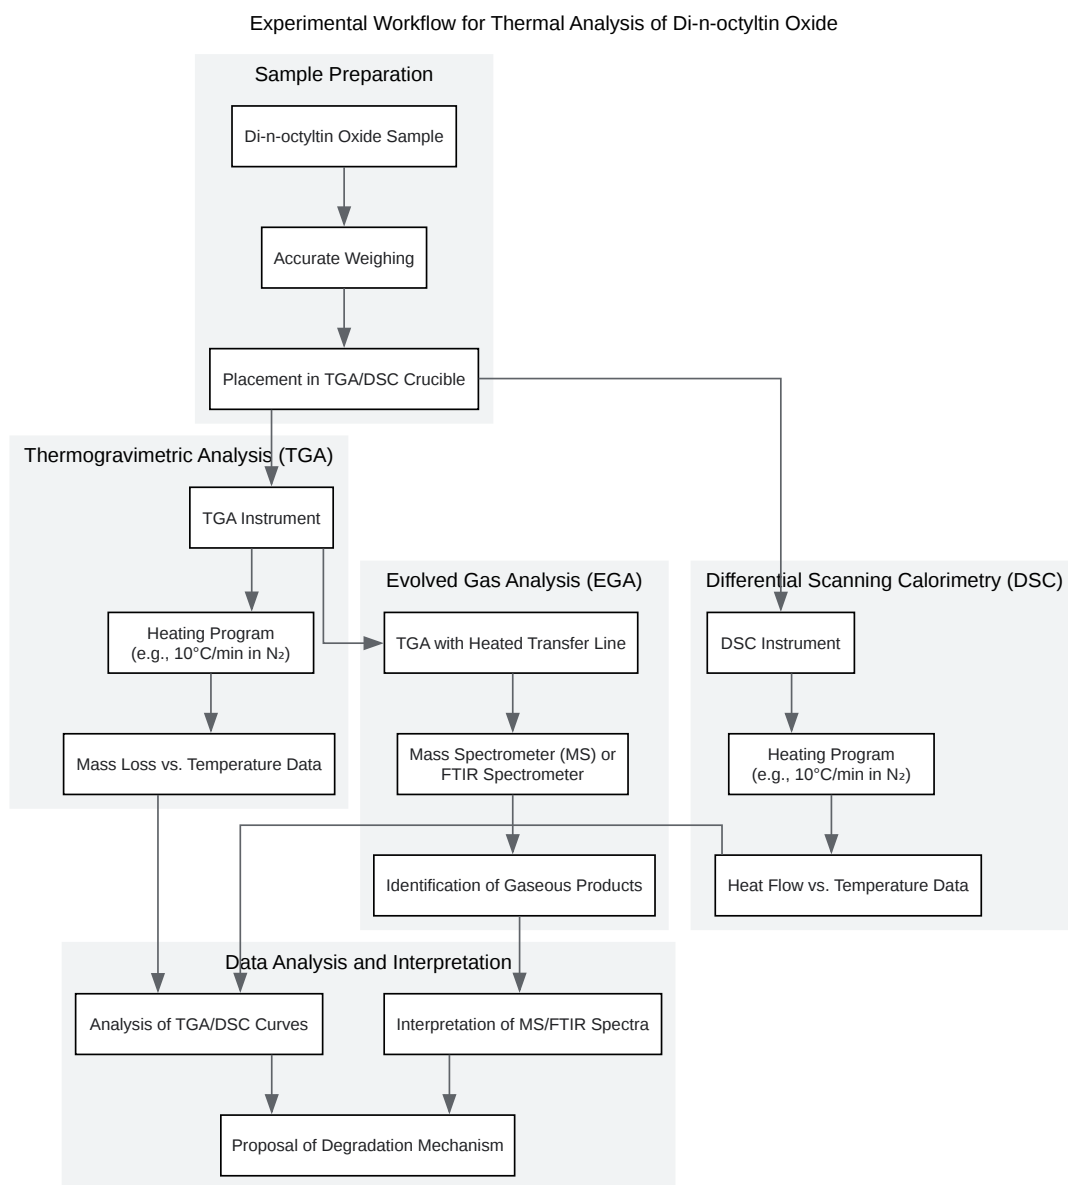 Experimental Workflow for Thermal Analysis of Di-n-octyltin Oxide
Sample Preparation
Di-n-octyltin Oxide Sample
Accurate Weighing
Placement in TGA/DSC Crucible
Thermogravimetric Analysis (TGA)
TGA Instrument
Heating Program
(e.g., 10°C/min in N₂)
Mass Loss vs. Temperature Data
Evolved Gas Analysis (EGA)
TGA with Heated Transfer Line
Mass Spectrometer (MS) or
FTIR Spectrometer
Identification of Gaseous Products
Differential Scanning Calorimetry (DSC)
DSC Instrument
Heating Program
(e.g., 10°C/min in N₂)
Heat Flow vs. Temperature Data
Data Analysis and Interpretation
Analysis of TGA/DSC Curves
Interpretation of MS/FTIR Spectra
Proposal of Degradation Mechanism